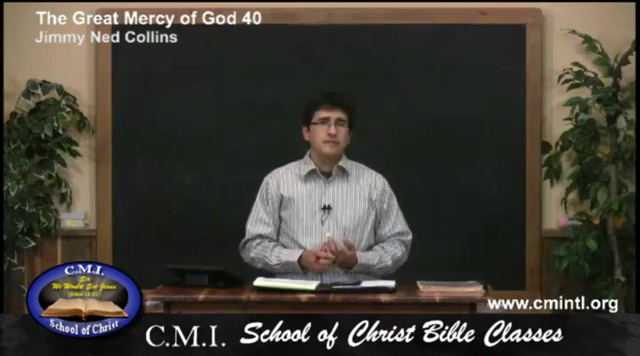 The Great Mercy of God 40
Jimmy Ned Collins
C.M.I.
Sir
We Would See Jesus
School of Christ
www.cmintl.org
C.M.I. School of Christ Bible Classes